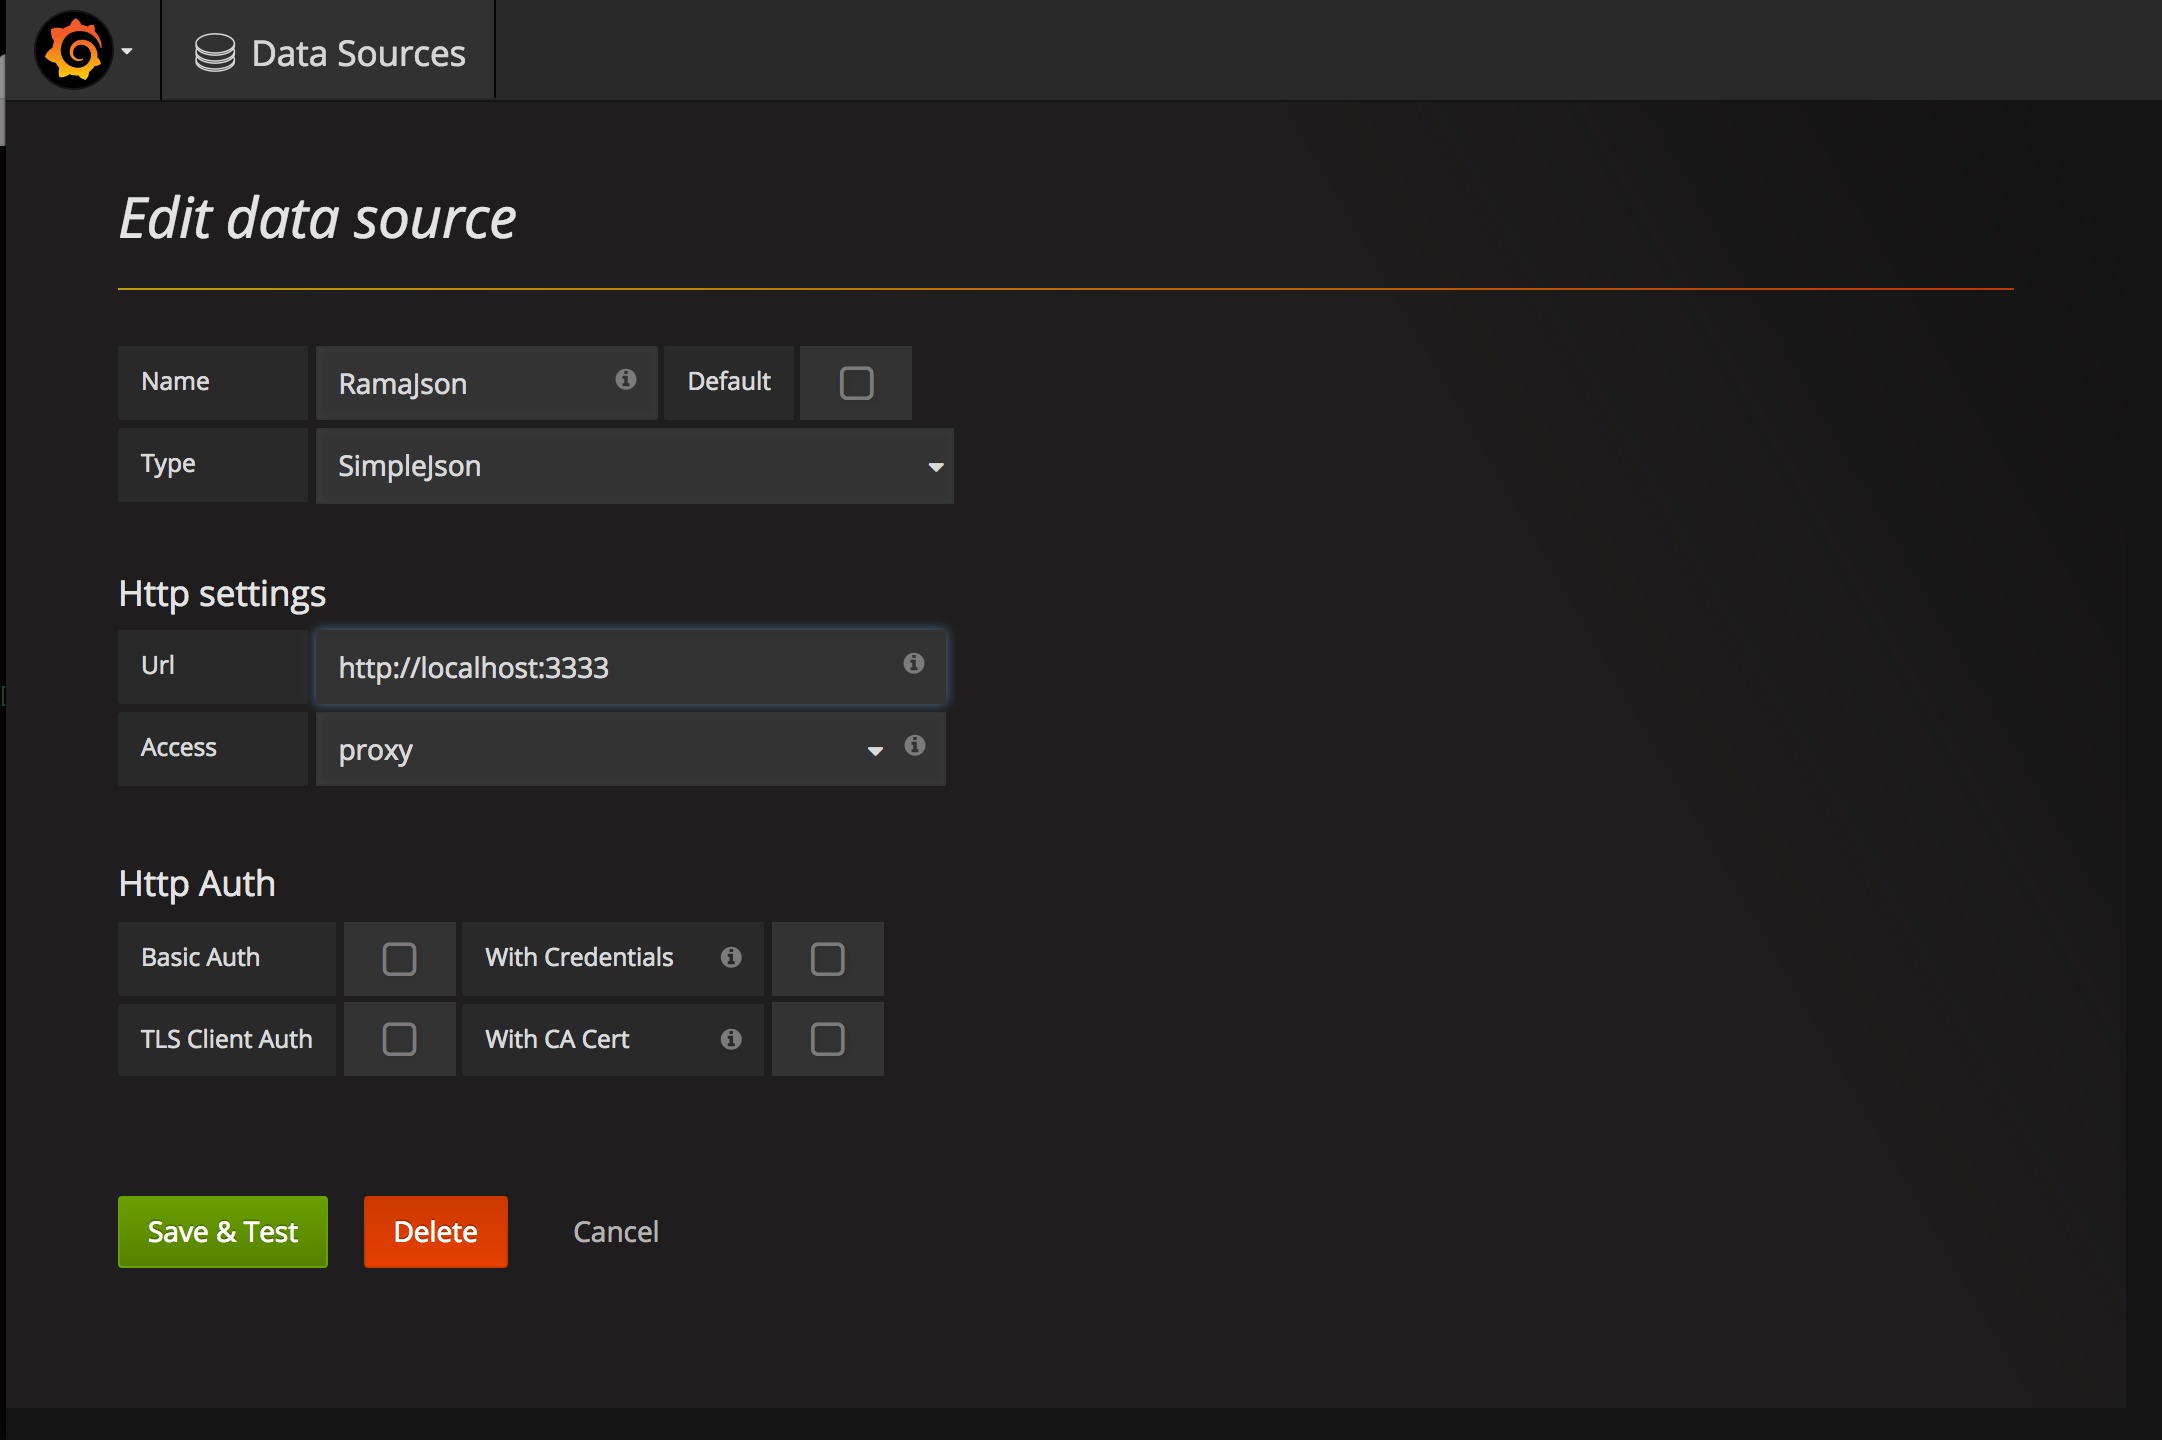 Data Sources
Edit data source
Name RamaJson Default
Type SimpleJson
Http settings
Url http://localhost:3333
Access proxy
Http Auth
Basic Auth With Credentials
TLS Client Auth With CA Cert
Save & Test Delete Cancel